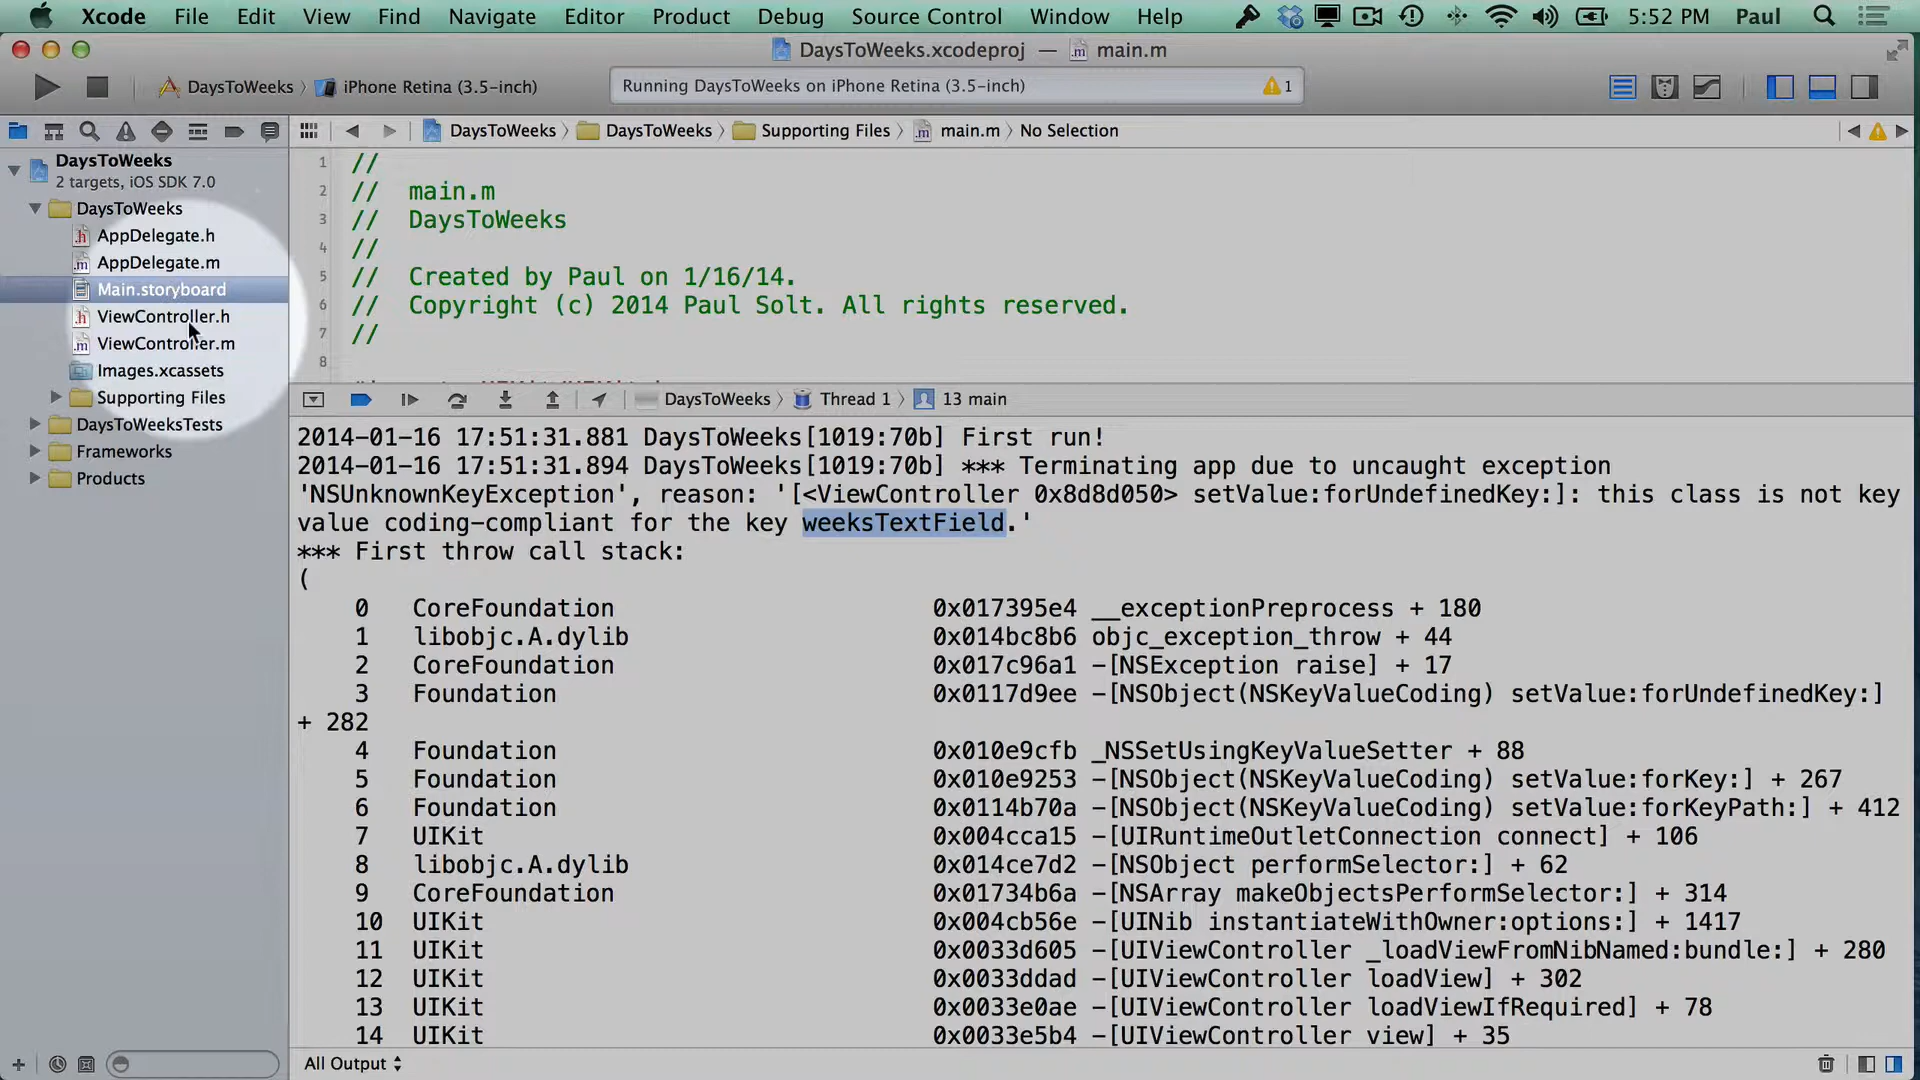 Xcode File Edit View Find Navigate Editor Product Debug Source Control Window Help 5:52 PM Paul
DaysToWeeks.xcodeproj — main.m
DaysToWeeks iPhone Retina (3.5-inch) Running DaysToWeeks on iPhone Retina (3.5-inch) 1
DaysToWeeks DaysToWeeks Supporting Files main.m No Selection
DaysToWeeks
2 targets, iOS SDK 7.0
DaysToWeeks
AppDelegate.h
AppDelegate.m
Main.storyboard
ViewController.h
ViewController.m
Images.xcassets
Supporting Files
DaysToWeeksTests
Frameworks
Products
1 //
2 // main.m
3 // DaysToWeeks
4 //
5 // Created by Paul on 1/16/14.
6 // Copyright (c) 2014 Paul Solt. All rights reserved.
7 //
8
DaysToWeeks Thread 1 13 main
2014-01-16 17:51:31.881 DaysToWeeks[1019:70b] First run!
2014-01-16 17:51:31.894 DaysToWeeks[1019:70b] *** Terminating app due to uncaught exception
'NSUnknownKeyException', reason: '[<ViewController 0x8d8d050> setValue:forUndefinedKey:]: this class is not key
value coding-compliant for the key weeksTextField.'
*** First throw call stack:
(
0 CoreFoundation 0x017395e4 __exceptionPreprocess + 180
1 libobjc.A.dylib 0x014bc8b6 objc_exception_throw + 44
2 CoreFoundation 0x017c96a1 -[NSException raise] + 17
3 Foundation 0x0117d9ee -[NSObject(NSKeyValueCoding) setValue:forUndefinedKey:]
+ 282
4 Foundation 0x010e9cfb _NSSetUsingKeyValueSetter + 88
5 Foundation 0x010e9253 -[NSObject(NSKeyValueCoding) setValue:forKey:] + 267
6 Foundation 0x0114b70a -[NSObject(NSKeyValueCoding) setValue:forKeyPath:] + 412
7 UIKit 0x004cca15 -[UIRuntimeOutletConnection connect] + 106
8 libobjc.A.dylib 0x014ce7d2 -[NSObject performSelector:] + 62
9 CoreFoundation 0x01734b6a -[NSArray makeObjectsPerformSelector:] + 314
10 UIKit 0x004cb56e -[UINib instantiateWithOwner:options:] + 1417
11 UIKit 0x0033d605 -[UIViewController _loadViewFromNibNamed:bundle:] + 280
12 UIKit 0x0033ddad -[UIViewController loadView] + 302
13 UIKit 0x0033e0ae -[UIViewController loadViewIfRequired] + 78
14 UIKit 0x0033e5b4 -[UIViewController view] + 35
All Output